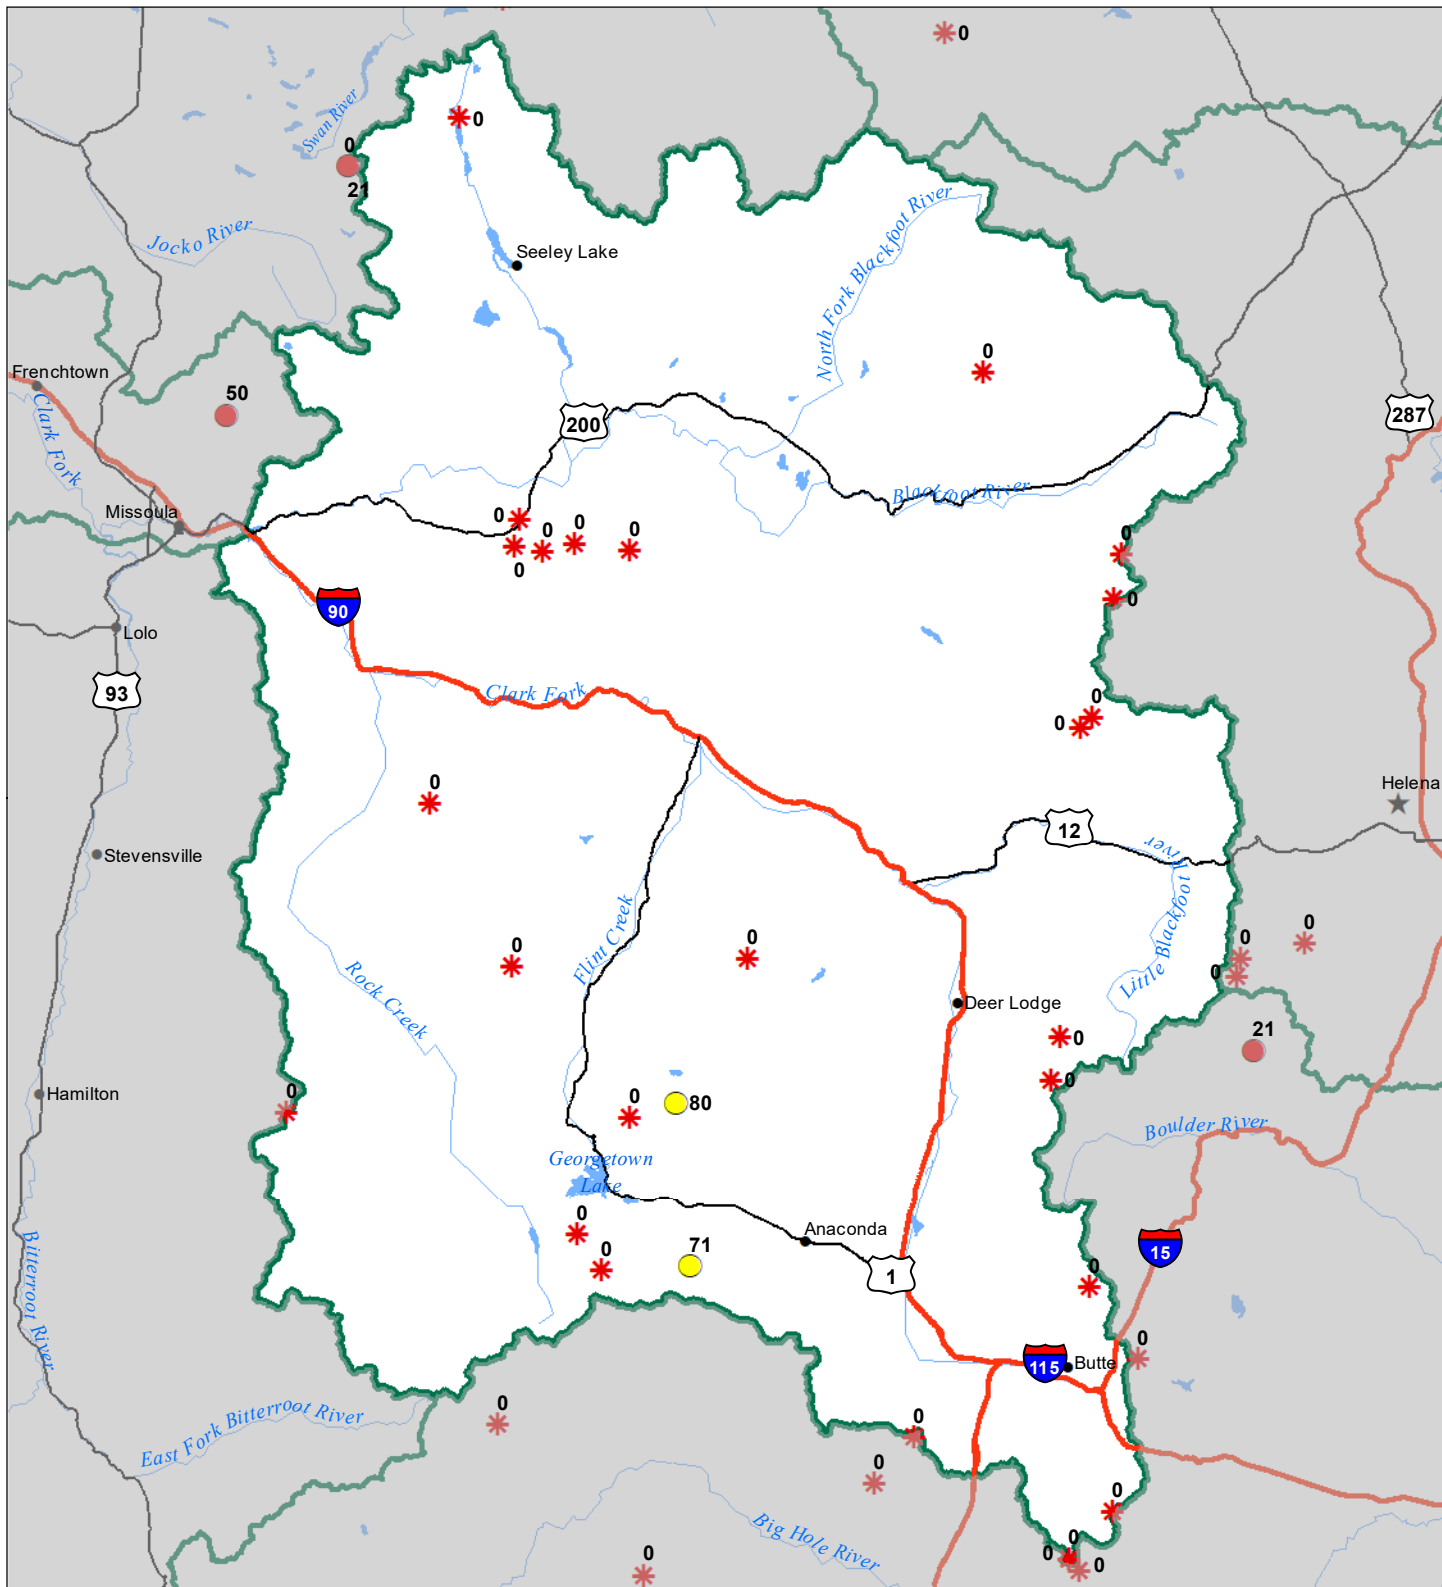 0
0
Swan River
0
21
Jocko River
Seeley Lake
North Fork Blackfoot River
0
Frenchtown
Clark Fork
50
200
287
Blackfoot River
Missoula
0
0
0
0
0
0
0
90
Lolo
93
Clark Fork
0
0
Helena
0
12
Stevensville
Little Blackfoot River
Flint Creek
0
0
0
0
0
Rock Creek
Deer Lodge
21
0
0
Hamilton
0
0
80
Boulder River
Georgetown
Lake
0
Anaconda
71
0
15
1
0
Bitterroot River
0
115
Butte
East Fork Bitterroot River
0
0
0
0
Big Hole River
0
0
0
0